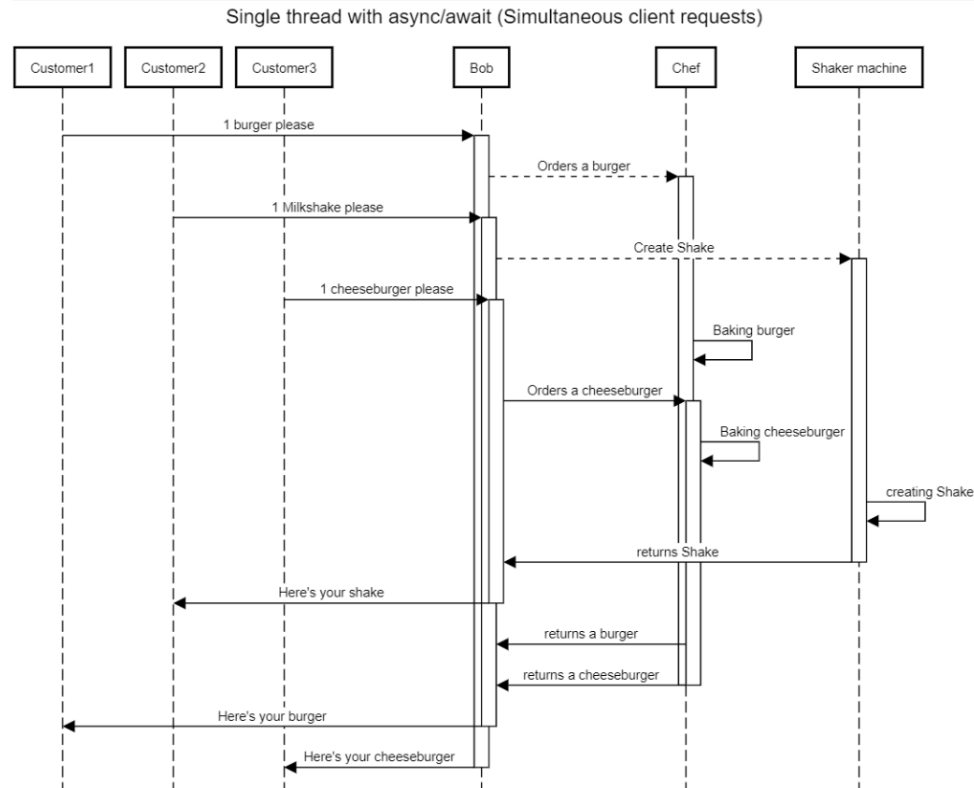 Single thread with async/await (Simultaneous client requests)
Customer1
Customer2
Customer3
Bob
Chef
Shaker machine
1 burger please
Orders a burger
1 Milkshake please
Create Shake
1 cheeseburger please
Baking burger
Orders a cheeseburger
Baking cheeseburger
creating Shake
returns Shake
Here's your shake
returns a burger
returns a cheeseburger
Here's your burger
Here's your cheeseburger